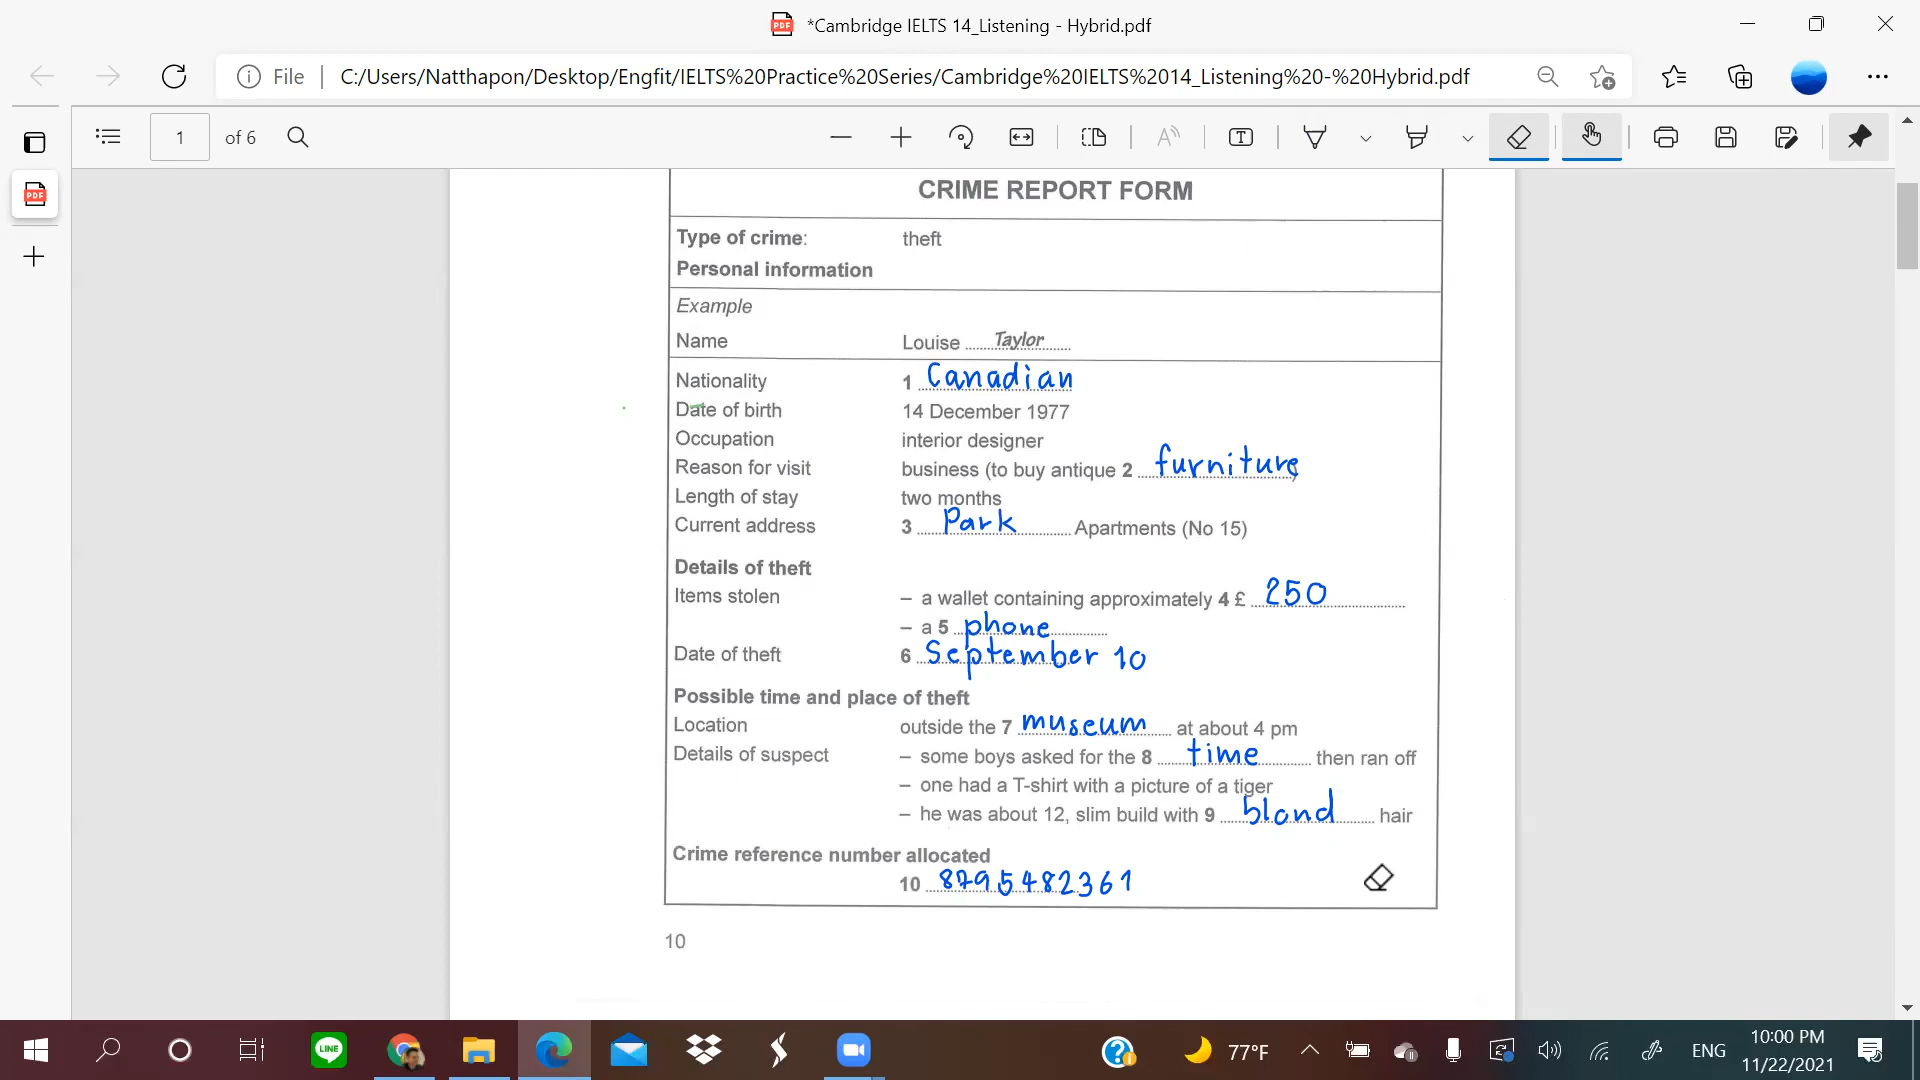 *Cambridge IELTS 14_Listening - Hybrid.pdf
File C:/Users/Natthapon/Desktop/Engfit/IELTS%20Practice%20Series/Cambridge%20IELTS%2014_Listening%20-%20Hybrid.pdf
1 of 6
CRIME REPORT FORM
Type of crime: theft
Personal information
Example
Name Louise Taylor
Nationality 1 Canadian
Date of birth 14 December 1977
Occupation interior designer
Reason for visit business (to buy antique 2 furniture)
Length of stay two months
Current address 3 Park Apartments (No 15)
Details of theft
Items stolen – a wallet containing approximately 4 £ 250
– a 5 phone
Date of theft 6 September 10
Possible time and place of theft
Location outside the 7 museum at about 4 pm
Details of suspect – some boys asked for the 8 time then ran off
– one had a T-shirt with a picture of a tiger
– he was about 12, slim build with 9 blond hair
Crime reference number allocated
10 8795482361
10
LINE 77°F ENG 10:00 PM
11/22/2021